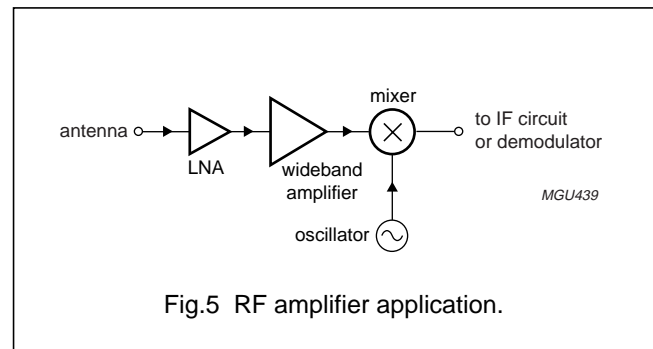 mixer
antenna
to IF circuit
or demodulator
LNA
wideband
amplifier
MGU439
oscillator
Fig.5 RF amplifier application.